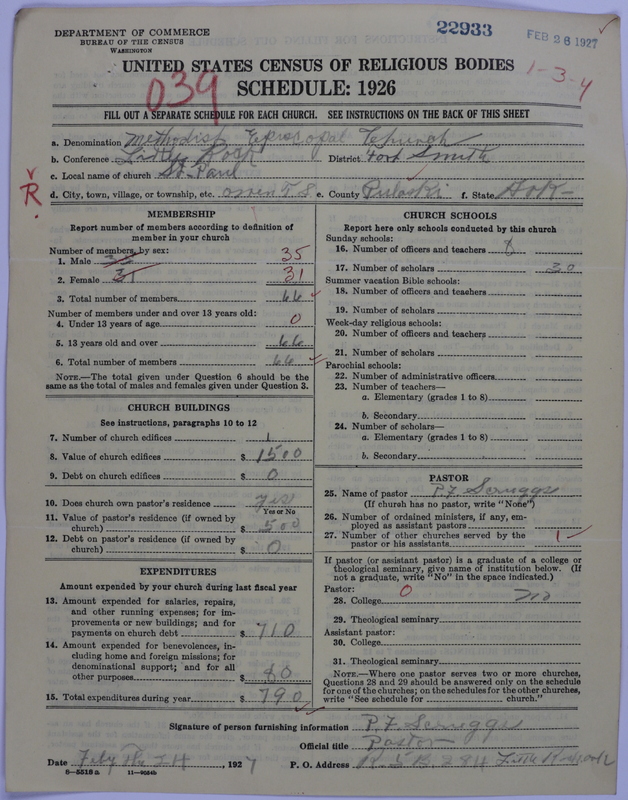 DEPARTMENT OF COMMERCE
BUREAU OF THE CENSUS
WASHINGTON
22933
FEB 26 1927
UNITED STATES CENSUS OF RELIGIOUS BODIES
1-3-4
SCHEDULE: 1926
039
FILL OUT A SEPARATE SCHEDULE FOR EACH CHURCH. SEE INSTRUCTIONS ON THE BACK OF THIS SHEET
a. Denomination Methodist Episcopal Church
b. Conference Little Rock District Fort Smith
c. Local name of church St. Paul
R.
d. City, town, village, or township, etc. e. County Pulaski f. State Ark
MEMBERSHIP
Report number of members according to definition of
member in your church
Number of members, by sex:
1. Male 35 35
2. Female 31 31
3. Total number of members 66
Number of members under and over 13 years old:
4. Under 13 years of age 0
5. 13 years old and over 66
6. Total number of members 66
NOTE.—The total given under Question 6 should be the
same as the total of males and females given under Question 3.
CHURCH BUILDINGS
See instructions, paragraphs 10 to 12
7. Number of church edifices 1
8. Value of church edifices $ 1500
9. Debt on church edifices $ 0
10. Does church own pastor's residence yes
Yes or No
11. Value of pastor's residence (if owned by
church) $ 500
12. Debt on pastor's residence (if owned by
church) $ 0
EXPENDITURES
Amount expended by your church during last fiscal year
13. Amount expended for salaries, repairs,
and other running expenses; for im-
provements or new buildings; and for
payments on church debt $ 710
14. Amount expended for benevolences, in-
cluding home and foreign missions; for
denominational support; and for all
other purposes $ 80
15. Total expenditures during year $ 790
CHURCH SCHOOLS
Report here only schools conducted by this church
Sunday schools:
16. Number of officers and teachers 8
17. Number of scholars 30
Summer vacation Bible schools:
18. Number of officers and teachers
19. Number of scholars
Week-day religious schools:
20. Number of officers and teachers
21. Number of scholars
Parochial schools:
22. Number of administrative officers
23. Number of teachers—
a. Elementary (grades 1 to 8)
b. Secondary
24. Number of scholars—
a. Elementary (grades 1 to 8)
b. Secondary
PASTOR
25. Name of pastor P. F. Scruggs
(If church has no pastor, write "None")
26. Number of ordained ministers, if any, em-
ployed as assistant pastors
27. Number of other churches served by the
pastor or his assistants 1
If pastor (or assistant pastor) is a graduate of a college or
theological seminary, give name of institution below. (If
not a graduate, write "No" in the space indicated.)
Pastor:
28. College 0 no
29. Theological seminary
Assistant pastor:
30. College
31. Theological seminary
NOTE.—Where one pastor serves two or more churches,
Questions 28 and 29 should be answered only on the schedule
for one of the churches; on the schedules for the other churches,
write "See schedule for church."
Signature of person furnishing information P. F. Scruggs
Official title Pastor
Date 24, 1927 P. O. Address R. 5 B. 284 Little Rock
6—5518a 11—9024b